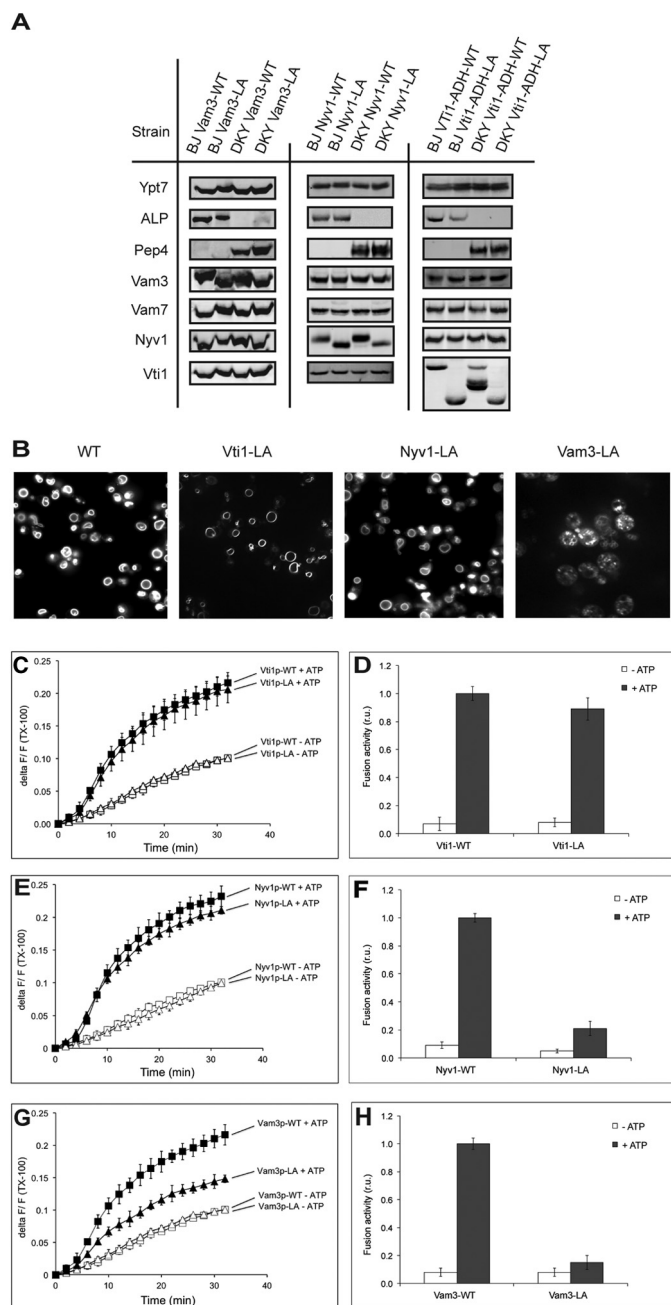 A
Strain
BJ Vam3-WT
BJ Vam3-LA
DKY Vam3-WT
DKY Vam3-LA
BJ Nyv1-WT
BJ Nyv1-LA
DKY Nyv1-WT
DKY Nyv1-LA
BJ VTi1-ADH-WT
BJ Vti1-ADH-LA
DKY Vti1-ADH-WT
DKY Vti1-ADH-LA
Ypt7
ALP
Pep4
Vam3
Vam7
Nyv1
Vti1
B
WT
Vti1-LA
Nyv1-LA
Vam3-LA
C
delta F/ F (TX-100)
0.25
0.20
0.15
0.10
0.05
0.00
0
10
20
30
40
Time (min)
Vti1p-WT + ATP
Vti1p-LA + ATP
Vti1p-WT - ATP
Vti1p-LA - ATP
D
Fusion activity (r.u.)
1.2
1.0
0.8
0.6
0.4
0.2
0.0
Vti1-WT
Vti1-LA
- ATP
+ ATP
E
delta F/ F (TX-100)
0.25
0.2
0.15
0.1
0.05
0
0
10
20
30
40
Time (min)
Nyv1p-WT + ATP
Nyv1p-LA + ATP
Nyv1p-WT - ATP
Nyv1p-LA - ATP
F
Fusion activity (r.u.)
1.2
1.0
0.8
0.6
0.4
0.2
0.0
Nyv1-WT
Nyv1-LA
- ATP
+ ATP
G
delta F/ F (TX-100)
0.25
0.2
0.15
0.1
0.05
0
0
10
20
30
40
Time (min)
Vam3p-WT + ATP
Vam3p-LA + ATP
Vam3p-WT - ATP
Vam3p-LA - ATP
H
Fusion activity (r.u.)
1.2
1.0
0.8
0.6
0.4
0.2
0.0
Vam3-WT
Vam3-LA
- ATP
+ ATP